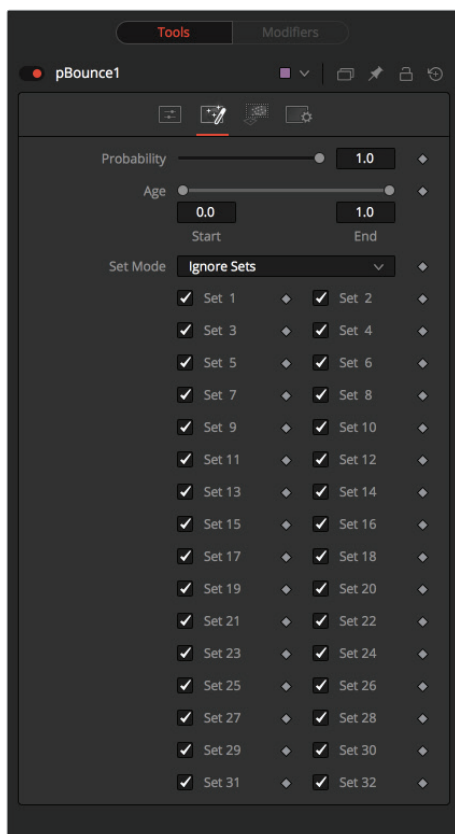 Tools Modifiers
pBounce1
Probability 1.0
Age
0.0 1.0
Start End
Set Mode Ignore Sets
Set 1 Set 2
Set 3 Set 4
Set 5 Set 6
Set 7 Set 8
Set 9 Set 10
Set 11 Set 12
Set 13 Set 14
Set 15 Set 16
Set 17 Set 18
Set 19 Set 20
Set 21 Set 22
Set 23 Set 24
Set 25 Set 26
Set 27 Set 28
Set 29 Set 30
Set 31 Set 32